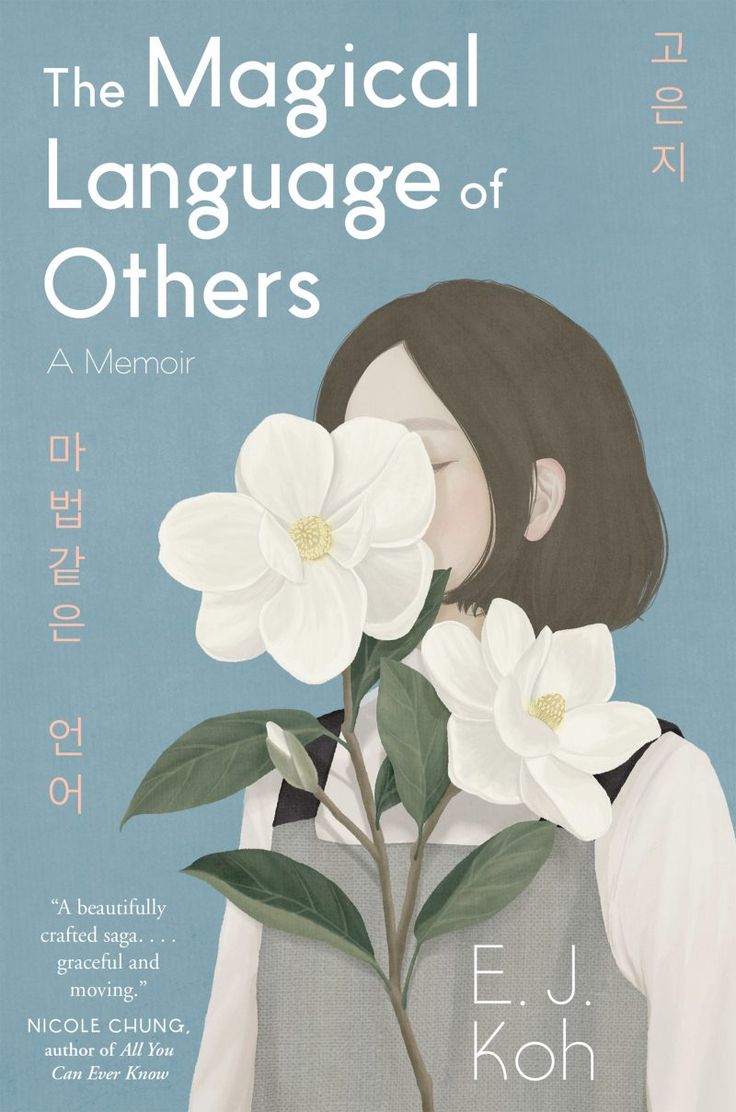 The Magical
Language of
Others
A Memoir
고은지
마법같은 언어
“A beautifully
crafted saga. . . .
graceful and
moving.”
NICOLE CHUNG,
author of All You
Can Ever Know
E. J.
Koh